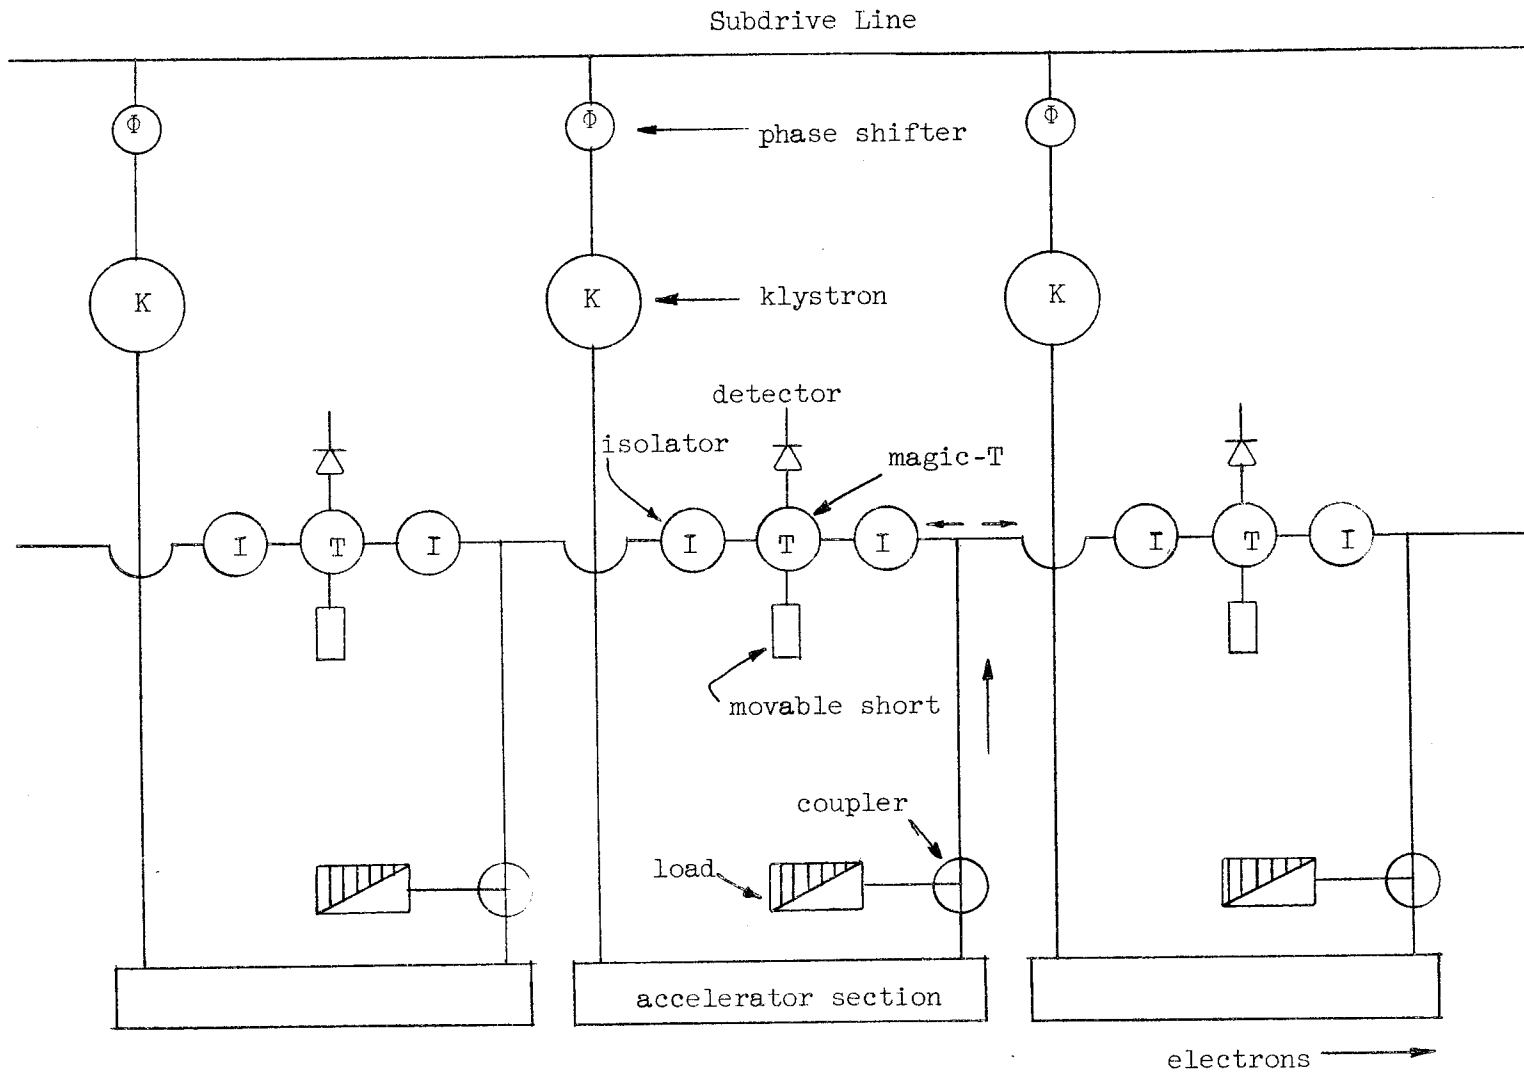 Subdrive Line
Φ Φ Φ
phase shifter
K K K
klystron
detector
isolator
magic-T
I T I I T I I T I
movable short
coupler
load
accelerator section
electrons